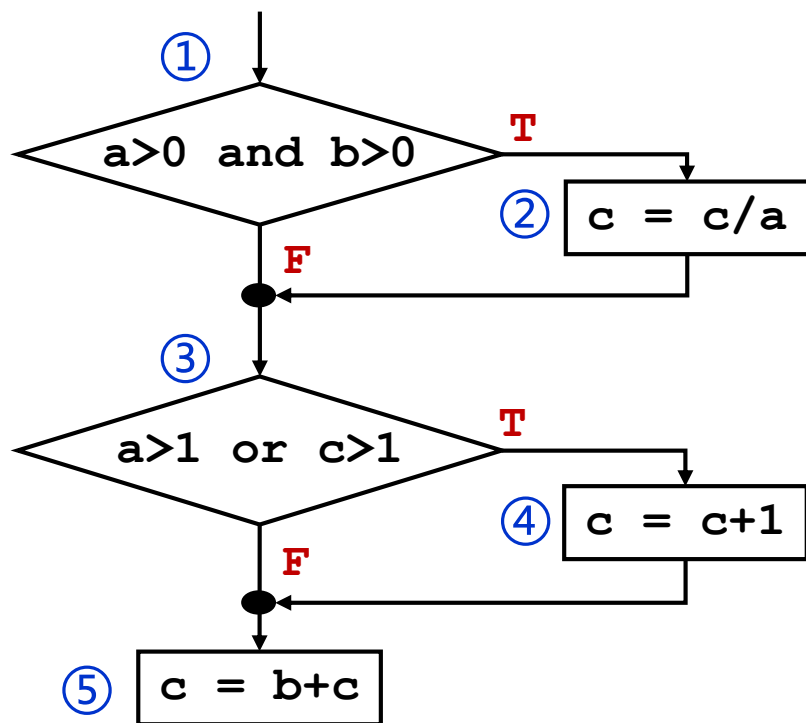 ①
a>0 and b>0
T
② c = c/a
F
③
a>1 or c>1
T
④ c = c+1
F
⑤ c = b+c